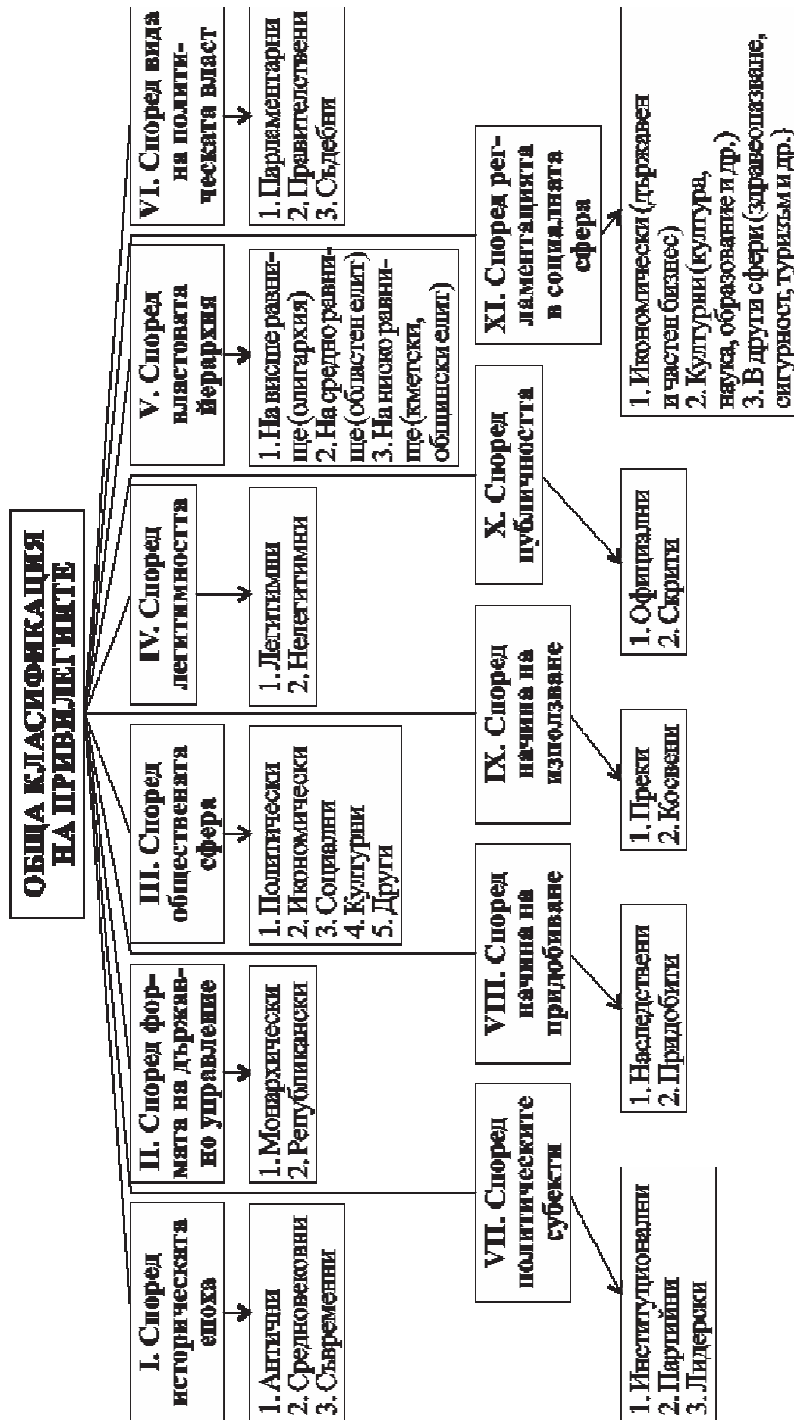 ОБЩА КЛАСИФИКАЦИЯ
НА ПРИВИЛЕГИИТЕ
I. Според
историческата
епоха
1. Антични
2. Средновековни
3. Съвременни
II. Според фор-
мата на държав-
но управление
1. Монархически
2. Републикански
III. Според
обществената
сфера
1. Политически
2. Икономически
3. Социални
4. Културни
5. Други
IV. Според
легитимността
1. Легитимни
2. Нелегитимни
V. Според
властовата
йерархия
1. На висше равни-
ще (олигархия)
2. На средно равни-
ще (областен елит)
3. На ниско равни-
ще (кметски,
общински елит)
VI. Според вида
на полити-
ческата власт
1. Парламентарни
2. Правителствени
3. Съдебни
VII. Според
политическите
субекти
1. Институционални
2. Партийни
3. Лидерски
VIII. Според
начина на
придобиване
1. Наследствени
2. Придобити
IX. Според
начина на
използване
1. Преки
2. Косвени
X. Според
публичността
1. Официални
2. Скрити
XI. Според рег-
ламентацията
в социалната
сфера
1. Икономически (държавен
и частен бизнес)
2. Културни (култура,
наука, образование и др.)
3. В други сфери (здравеопазване,
сигурност, туризъм и др.)